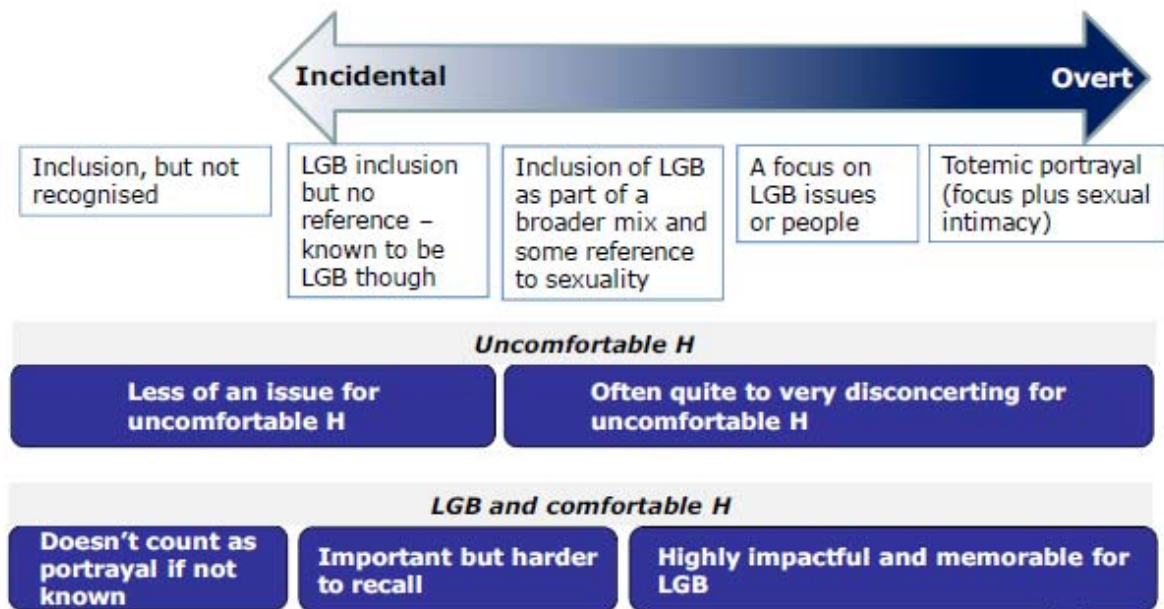 Incidental
Overt
Inclusion, but not
recognised
LGB inclusion
but no
reference –
known to be
LGB though
Inclusion of LGB
as part of a
broader mix and
some reference
to sexuality
A focus on
LGB issues
or people
Totemic portrayal
(focus plus sexual
intimacy)
Uncomfortable H
Less of an issue for
uncomfortable H
Often quite to very disconcerting for
uncomfortable H
LGB and comfortable H
Doesn't count as
portrayal if not
known
Important but harder
to recall
Highly impactful and memorable for
LGB